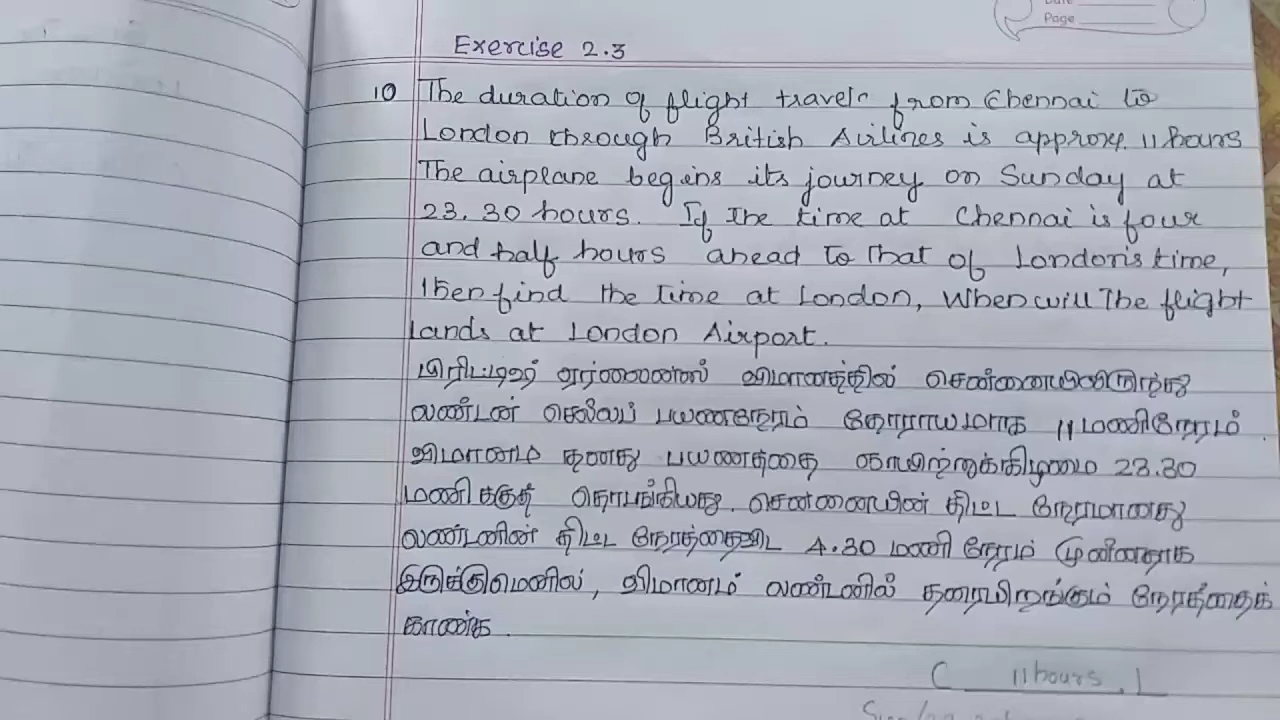 Page
Exercise 2.3
10 The duration of flight travel from Chennai to
London through British Airlines is approx. 11 hours
The airplane begins its journey on Sunday at
23.30 hours. If the time at Chennai is four
and half hours ahead to that of London's time,
then find the time at London, when will the flight
Lands at London Airport.
பிரிட்டிஷ் ஏர்லைன்ஸ் விமானத்தில் சென்னையிலிருந்து
லண்டன் செல்லப் பயணநேரம் தோராயமாக 11 மணிநேரம்.
விமானம் தனது பயணத்தை ஞாயிற்றுக்கிழமை 23.30
மணிக்குத் தொடங்கியது. சென்னையின் திட்ட நேரமானது
லண்டனின் திட்ட நேரத்தைவிட 4.30 மணி நேரம் முன்னதாக
இருக்குமெனில், விமானம் லண்டனில் தரையிறங்கும் நேரத்தைக்
காண்க.
( 11 hours . L